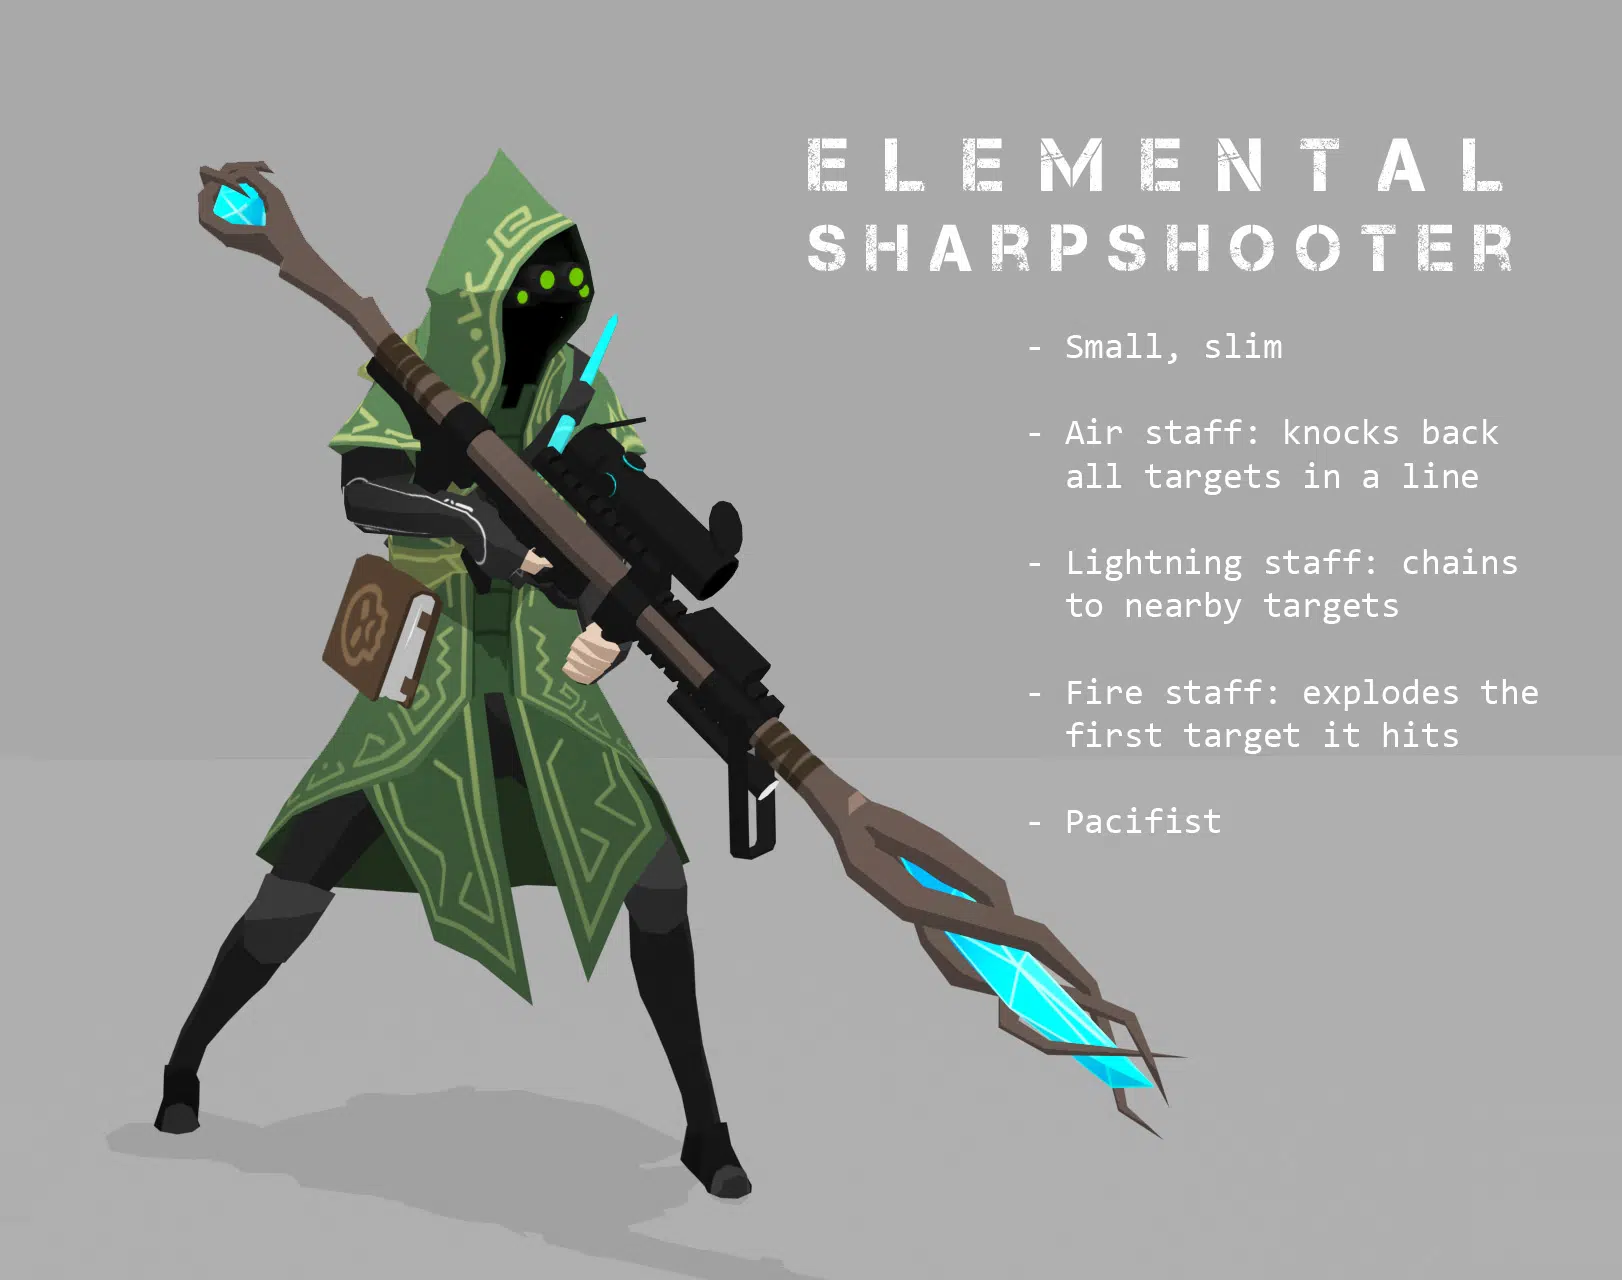 ELEMENTAL
SHARPSHOOTER
- Small, slim
- Air staff: knocks back
all targets in a line
- Lightning staff: chains
to nearby targets
- Fire staff: explodes the
first target it hits
- Pacifist